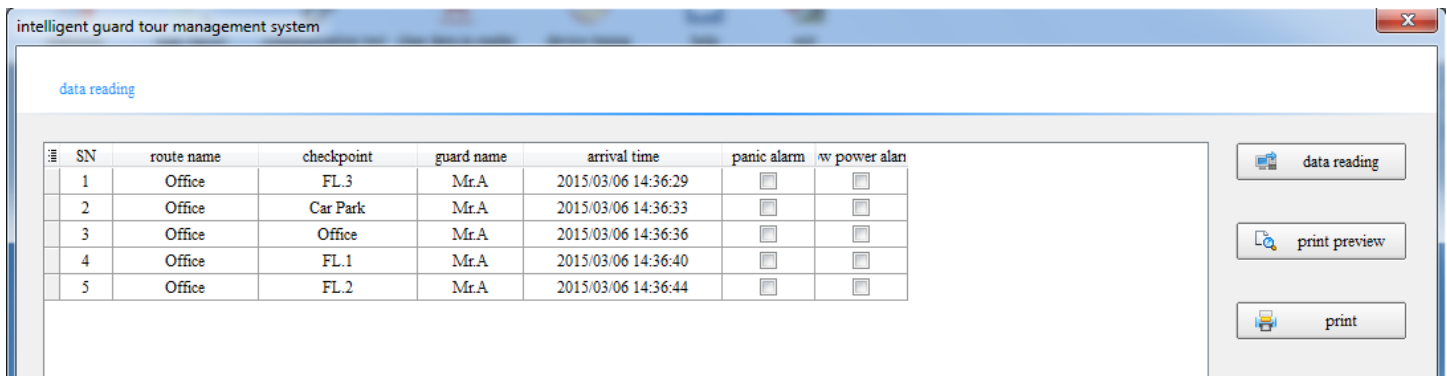 intelligent guard tour management system
data reading
SN route name checkpoint guard name arrival time panic alarm w power alarm
1 Office FL.3 Mr.A 2015/03/06 14:36:29
2 Office Car Park Mr.A 2015/03/06 14:36:33
3 Office Office Mr.A 2015/03/06 14:36:36
4 Office FL.1 Mr.A 2015/03/06 14:36:40
5 Office FL.2 Mr.A 2015/03/06 14:36:44
data reading
print preview
print